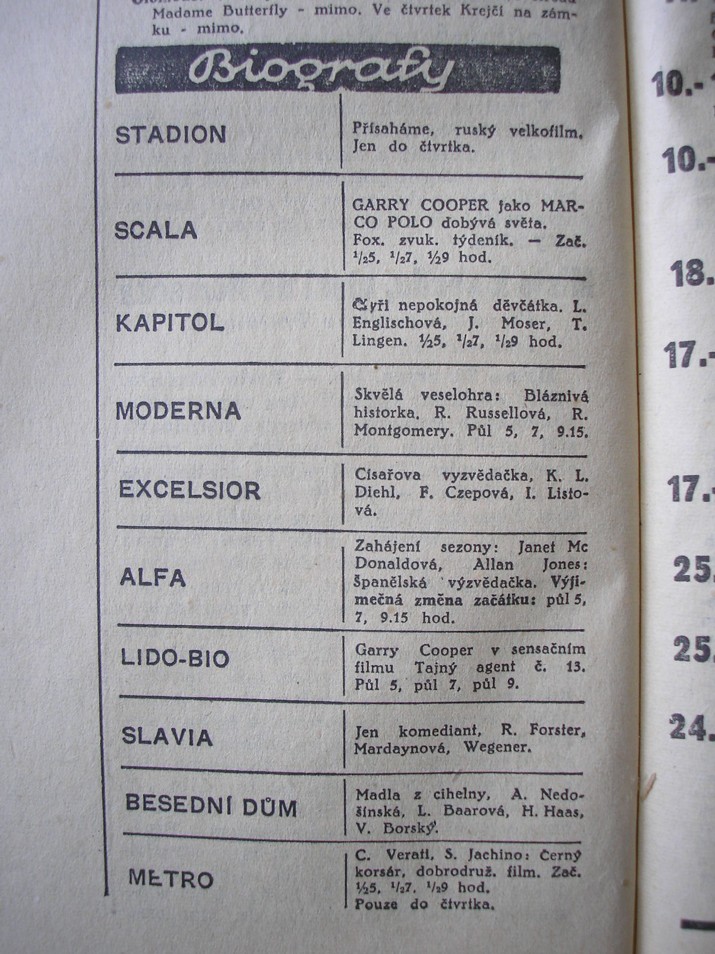 Madame Butterfly - mimo. Ve čtvrtek Krejčí na zám-
ku - mimo.
Biografy
STADION
Přísaháme, ruský velkofilm.
Jen do čtvrtka.
SCALA
GARRY COOPER jako MAR-
CO POLO dobývá světa.
Fox. zvuk. týdeník. — Zač.
½5, ½7, ½9 hod.
KAPITOL
Čtyři nepokojná děvčátka. L.
Englischová, J. Moser, T.
Lingen. ½5, ½7, ½9 hod.
MODERNA
Skvělá veselohra: Bláznivá
historka. R. Russellová, R.
Montgomery. Půl 5, 7, 9.15.
EXCELSIOR
Císařova vyzvědačka, K. L.
Diehl, F. Czepová, I. Listo-
vá.
ALFA
Zahájení sezony: Janet Mc
Donaldová, Allan Jones:
Španělská vyzvědačka. Výji-
mečná změna začátku: půl 5,
7, 9.15 hod.
LIDO-BIO
Garry Cooper v sensačním
filmu Tajný agent č. 13.
Půl 5, půl 7, půl 9.
SLAVIA
Jen komediant, R. Forster,
Mardaynová, Wegener.
BESEDNÍ DŮM
Madla z cihelny, A. Nedo-
šínská, L. Baarová, H. Haas,
V. Borský.
METRO
C. Verati, S. Jachino: Černý
korsár, dobrodruž. film. Zač.
½5, ½7, ½9 hod.
Pouze do čtvrtka.
10.-
10.-
18.
17.-
17.-
25.
25.
24.